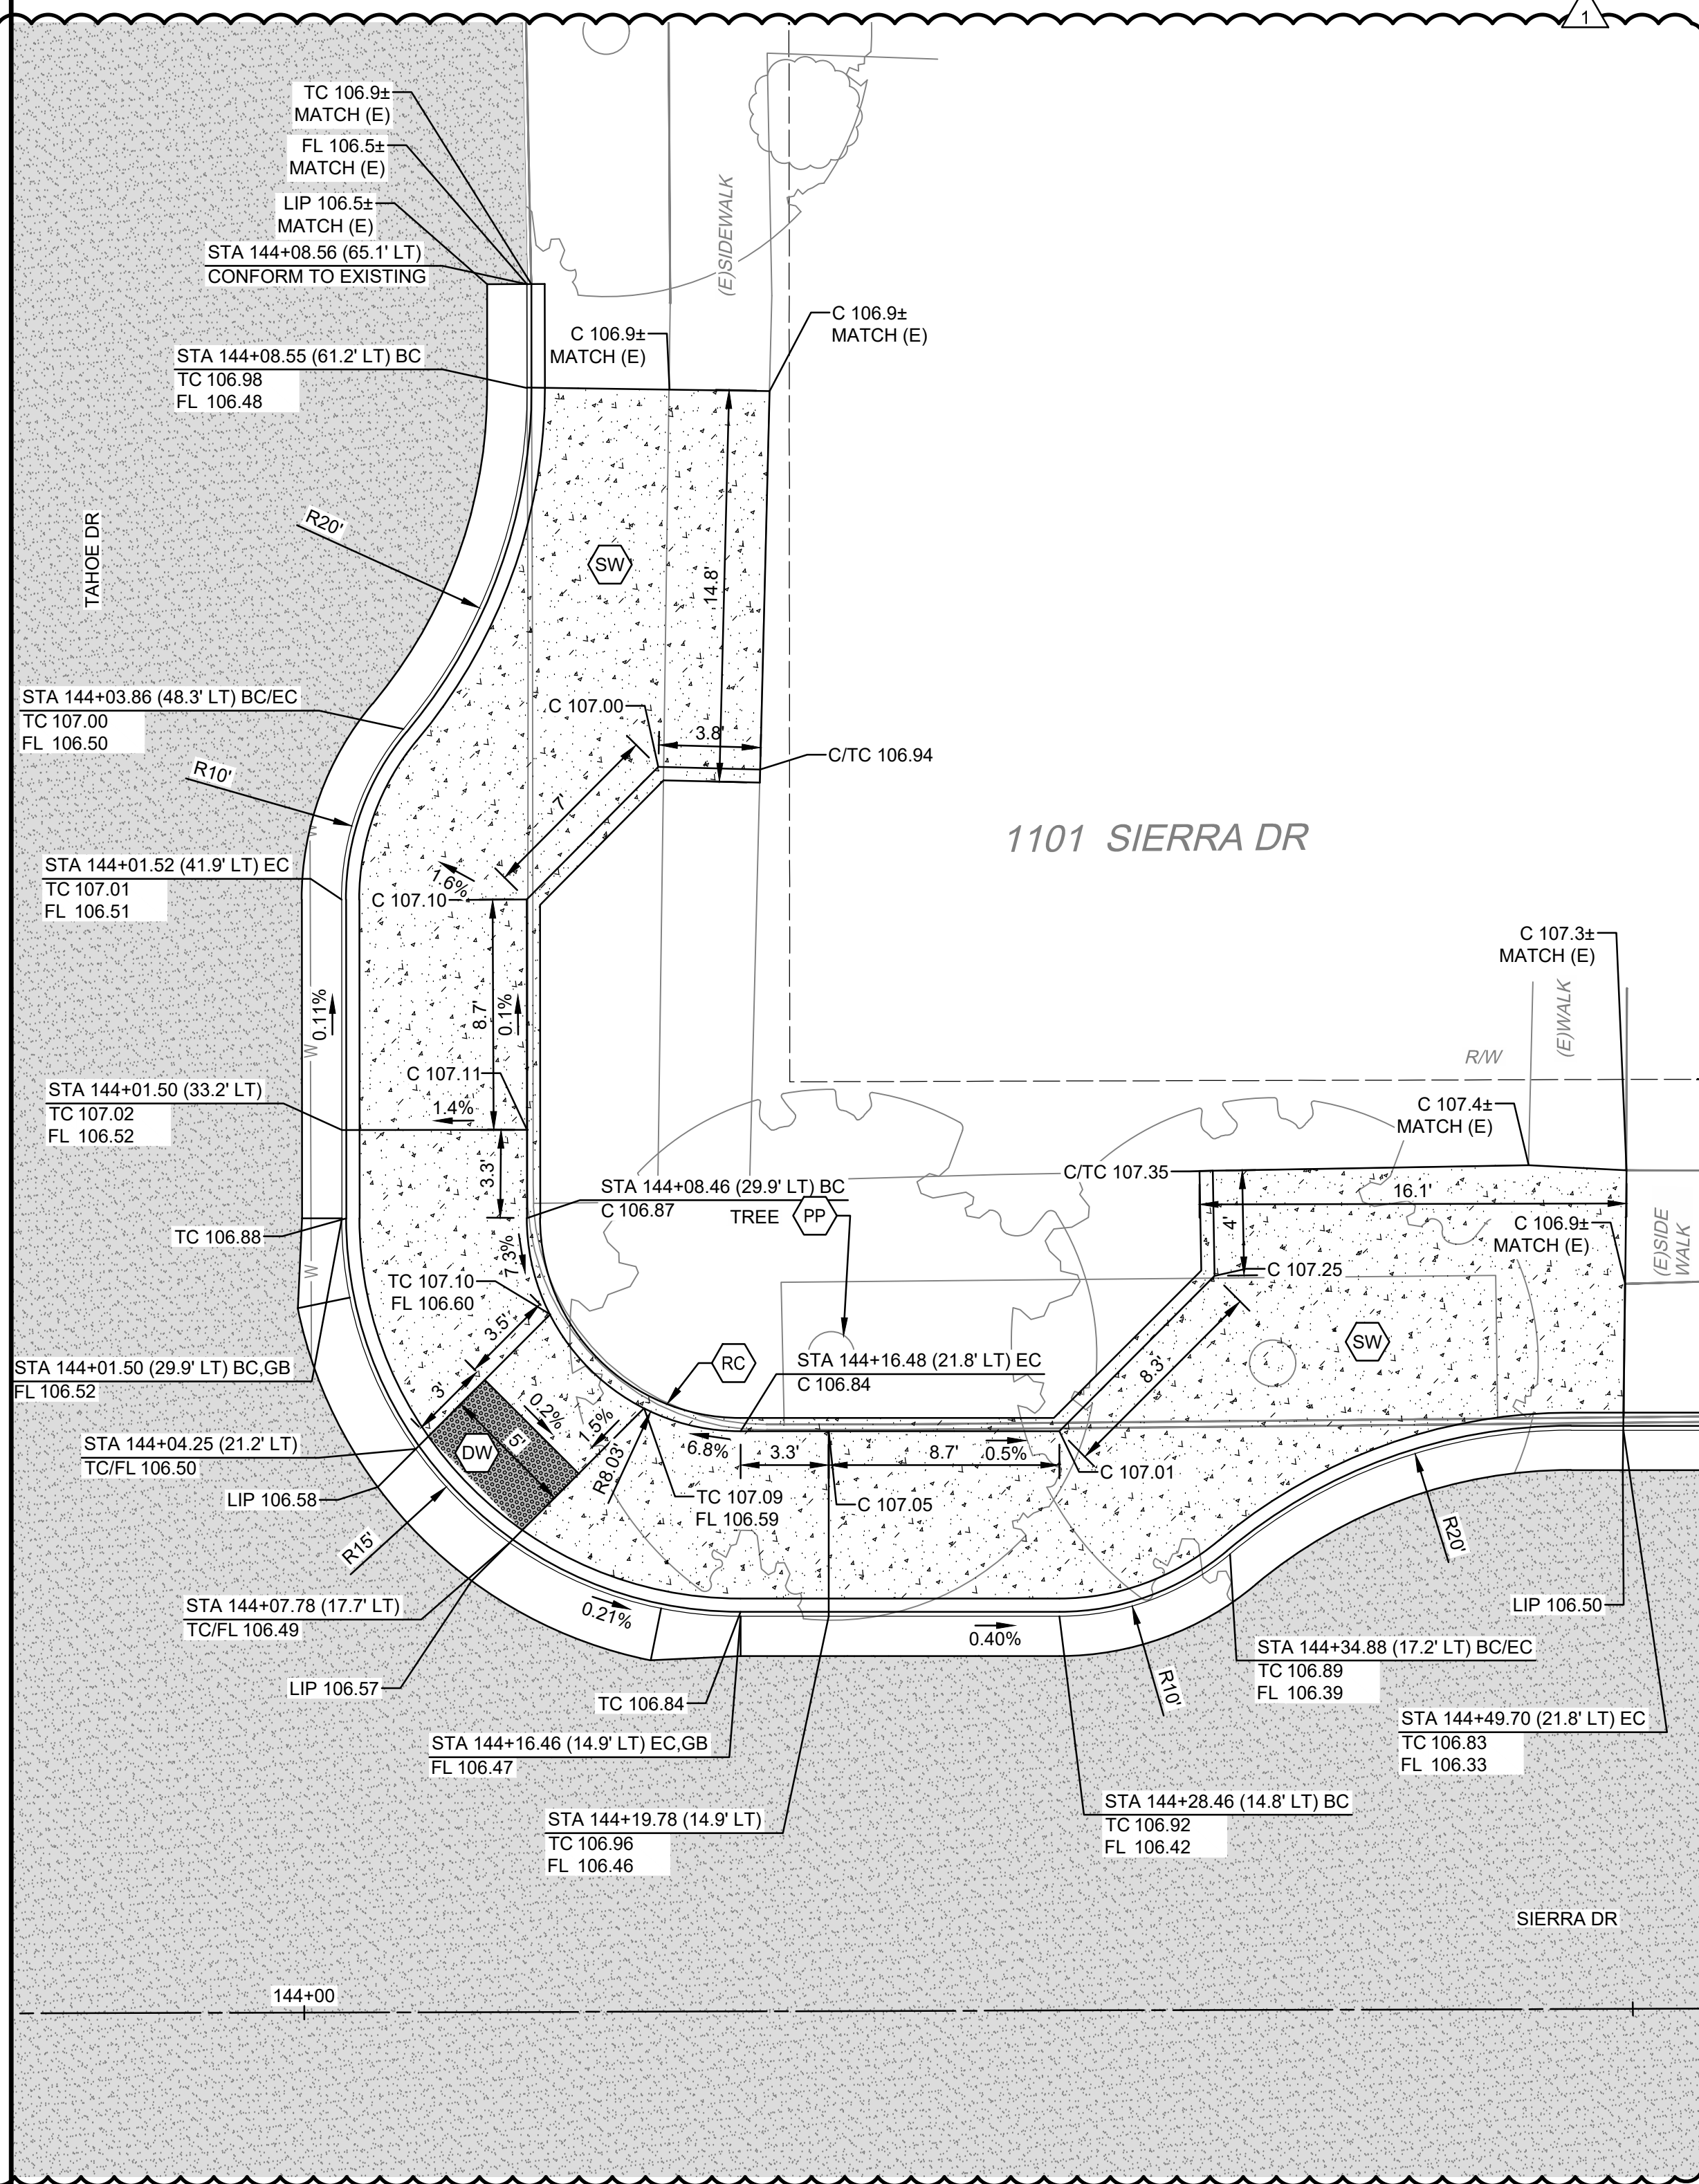 1
TC 106.9±
MATCH (E)
FL 106.5±
MATCH (E)
LIP 106.5±
MATCH (E)
STA 144+08.56 (65.1' LT)
CONFORM TO EXISTING
(E)SIDEWALK
C 106.9±
MATCH (E)
C 106.9±
MATCH (E)
STA 144+08.55 (61.2' LT) BC
TC 106.98
FL 106.48
TAHOE DR
R20'
SW
14.8'
STA 144+03.86 (48.3' LT) BC/EC
TC 107.00
FL 106.50
C 107.00
3.8'
C/TC 106.94
R10'
7'
1101 SIERRA DR
W
STA 144+01.52 (41.9' LT) EC
TC 107.01
FL 106.51
1.6%
C 107.10
C 107.3±
MATCH (E)
(E)WALK
R/W
0.11%
8.7'
0.1%
W
C 107.11
STA 144+01.50 (33.2' LT)
TC 107.02
FL 106.52
1.4%
C 107.4±
MATCH (E)
3.3'
C/TC 107.35
STA 144+08.46 (29.9' LT) BC
C 106.87
TREE
PP
16.1'
4'
C 106.9±
MATCH (E)
(E)SIDE
WALK
TC 106.88
7.3%
W
C 107.25
TC 107.10
FL 106.60
3.5'
RC
SW
STA 144+01.50 (29.9' LT) BC,GB
FL 106.52
STA 144+16.48 (21.8' LT) EC
C 106.84
8.3'
3'
0.2%
1.5%
STA 144+04.25 (21.2' LT)
TC/FL 106.50
DW
5'
6.8%
3.3'
8.7'
0.5%
C 107.01
LIP 106.58
R8.03'
TC 107.09
FL 106.59
C 107.05
R15'
R20'
STA 144+07.78 (17.7' LT)
TC/FL 106.49
0.21%
0.40%
LIP 106.50
STA 144+34.88 (17.2' LT) BC/EC
TC 106.89
FL 106.39
LIP 106.57
TC 106.84
R10'
STA 144+49.70 (21.8' LT) EC
TC 106.83
FL 106.33
STA 144+16.46 (14.9' LT) EC,GB
FL 106.47
STA 144+28.46 (14.8' LT) BC
TC 106.92
FL 106.42
STA 144+19.78 (14.9' LT)
TC 106.96
FL 106.46
SIERRA DR
144+00